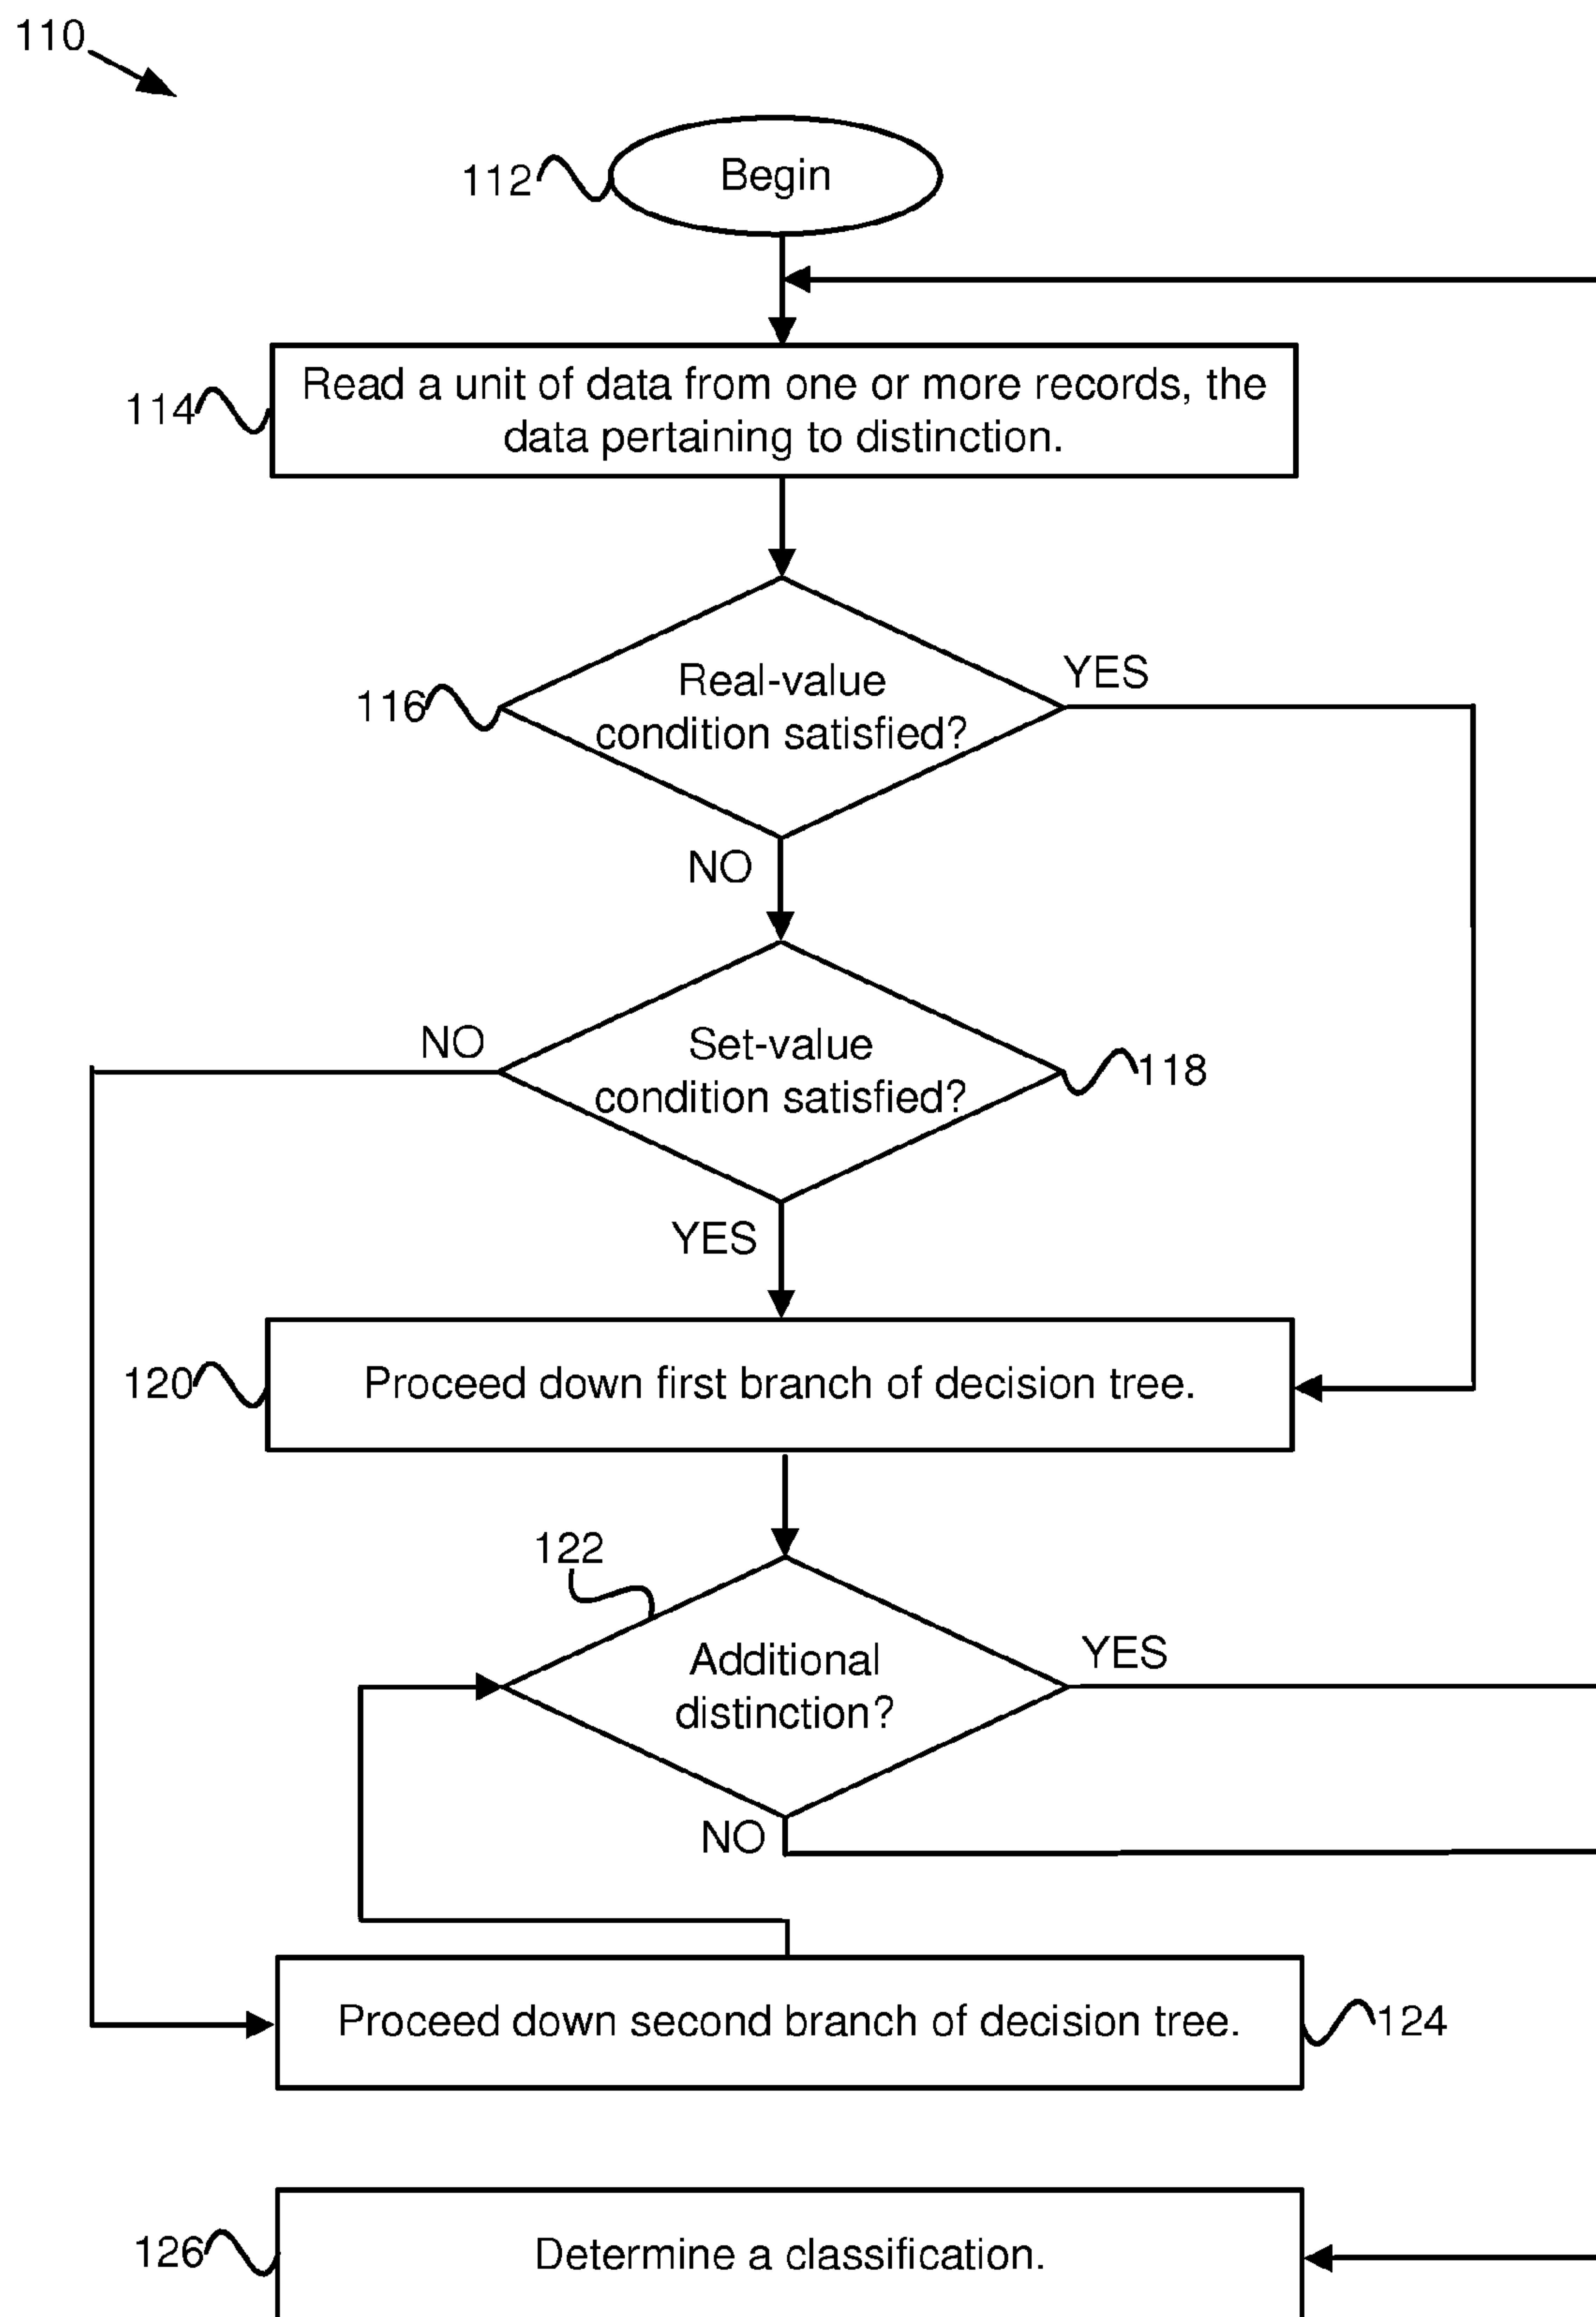 110
112
Begin
114
Read a unit of data from one or more records, the
data pertaining to distinction.
116
Real-value
condition satisfied?
YES
NO
NO
Set-value
condition satisfied?
118
YES
120
Proceed down first branch of decision tree.
122
Additional
distinction?
YES
NO
Proceed down second branch of decision tree.
124
126
Determine a classification.